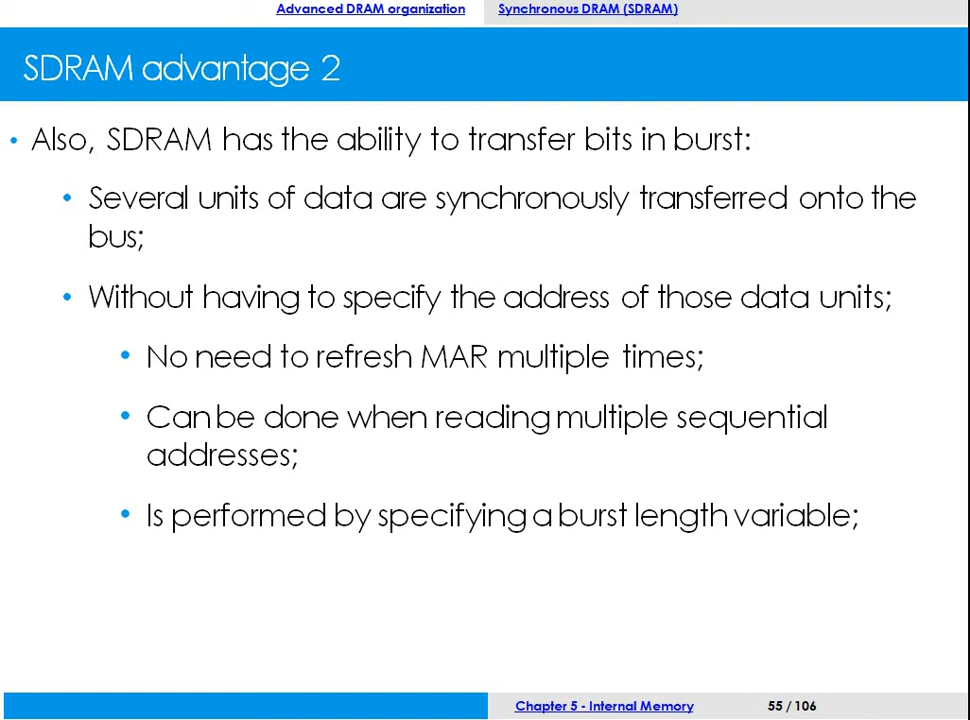 Advanced DRAM organization
Synchronous DRAM (SDRAM)
SDRAM advantage 2
• Also, SDRAM has the ability to transfer bits in burst:
• Several units of data are synchronously transferred onto the
bus;
• Without having to specify the address of those data units;
• No need to refresh MAR multiple times;
• Can be done when reading multiple sequential
addresses;
• Is performed by specifying a burst length variable;
Chapter 5 - Internal Memory
55 / 106